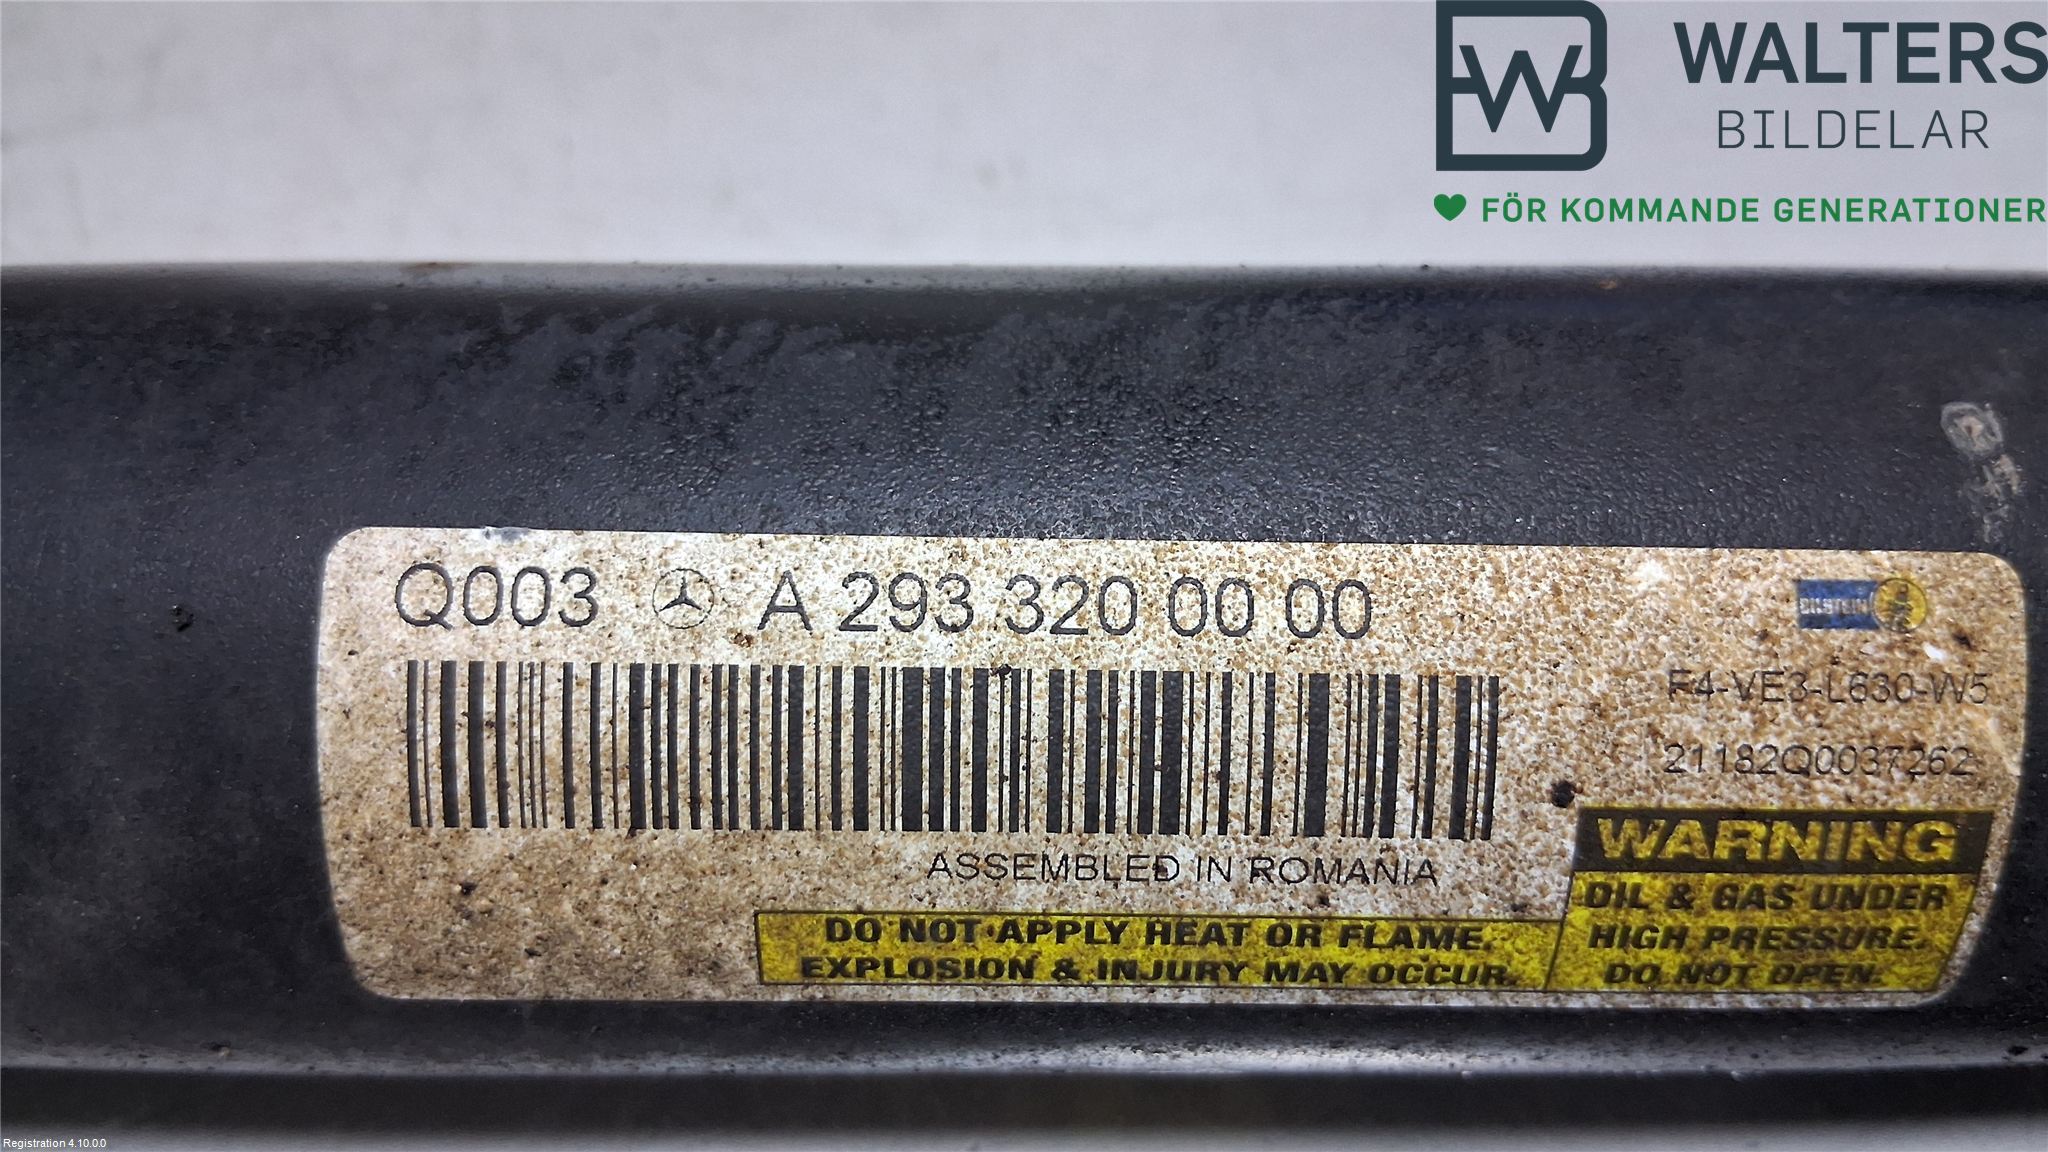 WALTERS
BILDELAR
FÖR KOMMANDE GENERATIONER
Q003 A 293 320 00 00
BILSTEIN
F4-VE3-L630-W5
21182Q0037262
ASSEMBLED IN ROMANIA
WARNING
OIL & GAS UNDER
HIGH PRESSURE.
DO NOT OPEN.
DO NOT APPLY HEAT OR FLAME.
EXPLOSION & INJURY MAY OCCUR.
Registration 4.10.0.0